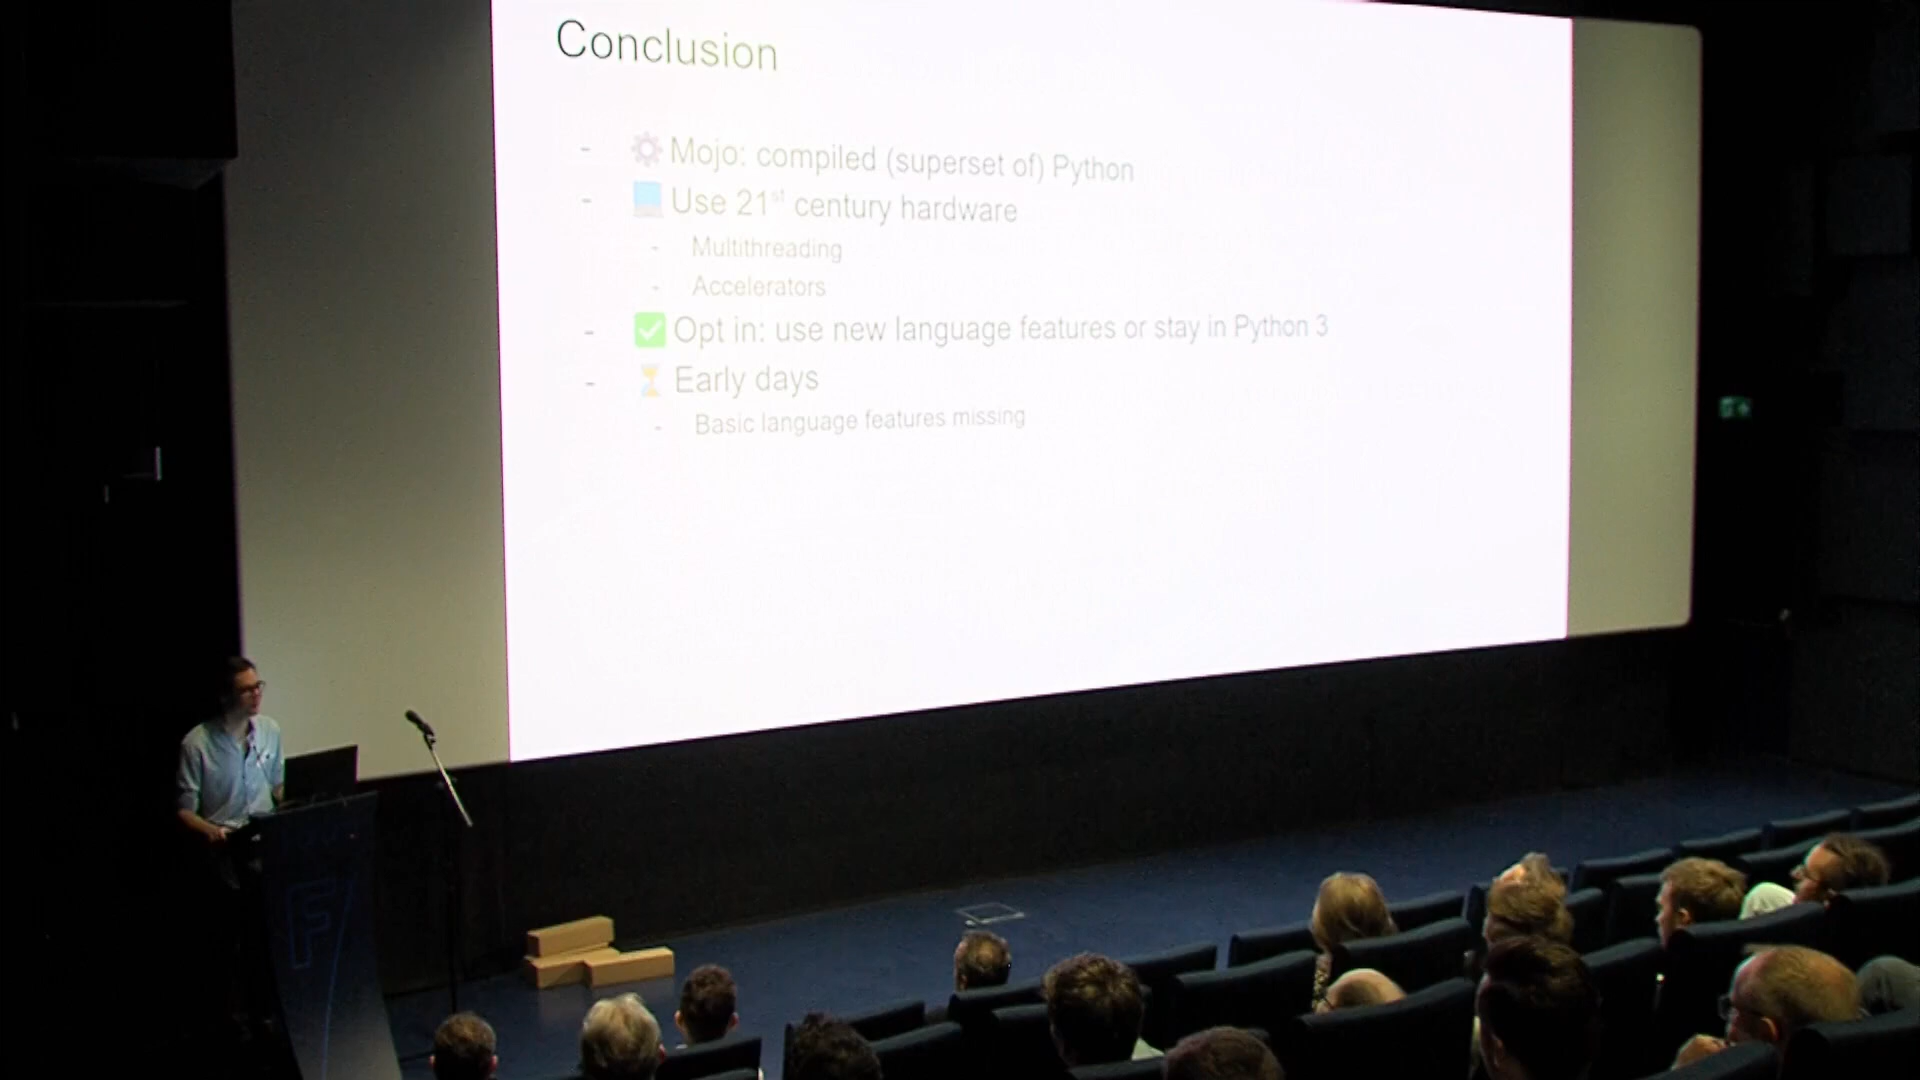 Conclusion
- ⚙️ Mojo: compiled (superset of) Python
- 💻 Use 21st century hardware
- Multithreading
- Accelerators
- ✅ Opt in: use new language features or stay in Python 3
- ⏳ Early days
- Basic language features missing